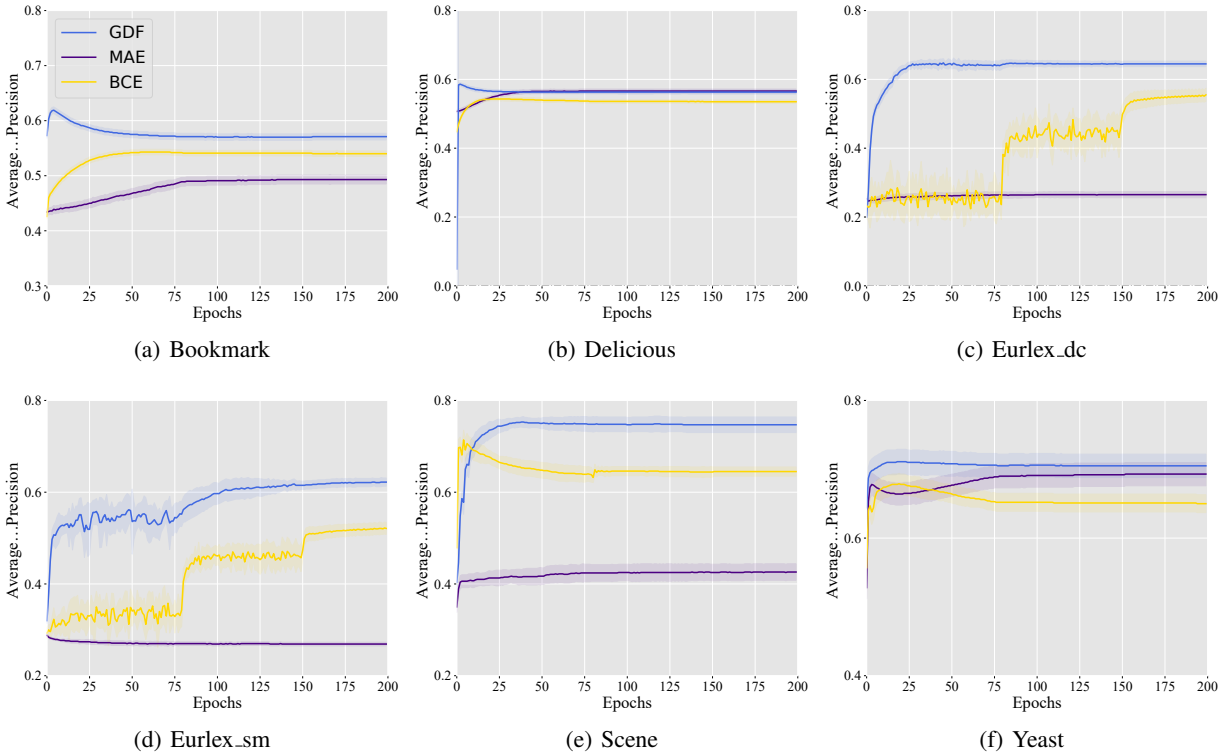 0.8
0.7
0.6
0.5
0.4
0.3
Average...Precision
GDF
MAE
BCE
0 25 50 75 100 125 150 175 200
Epochs
(a) Bookmark
0.8
0.6
0.4
0.2
0.0
Average...Precision
0 25 50 75 100 125 150 175 200
Epochs
(b) Delicious
0.8
0.6
0.4
0.2
0.0
Average...Precision
0 25 50 75 100 125 150 175 200
Epochs
(c) Eurlex_dc
0.8
0.6
0.4
0.2
Average...Precision
0 25 50 75 100 125 150 175 200
Epochs
(d) Eurlex_sm
0.8
0.6
0.4
0.2
Average...Precision
0 25 50 75 100 125 150 175 200
Epochs
(e) Scene
0.8
0.6
0.4
Average...Precision
0 25 50 75 100 125 150 175 200
Epochs
(f) Yeast